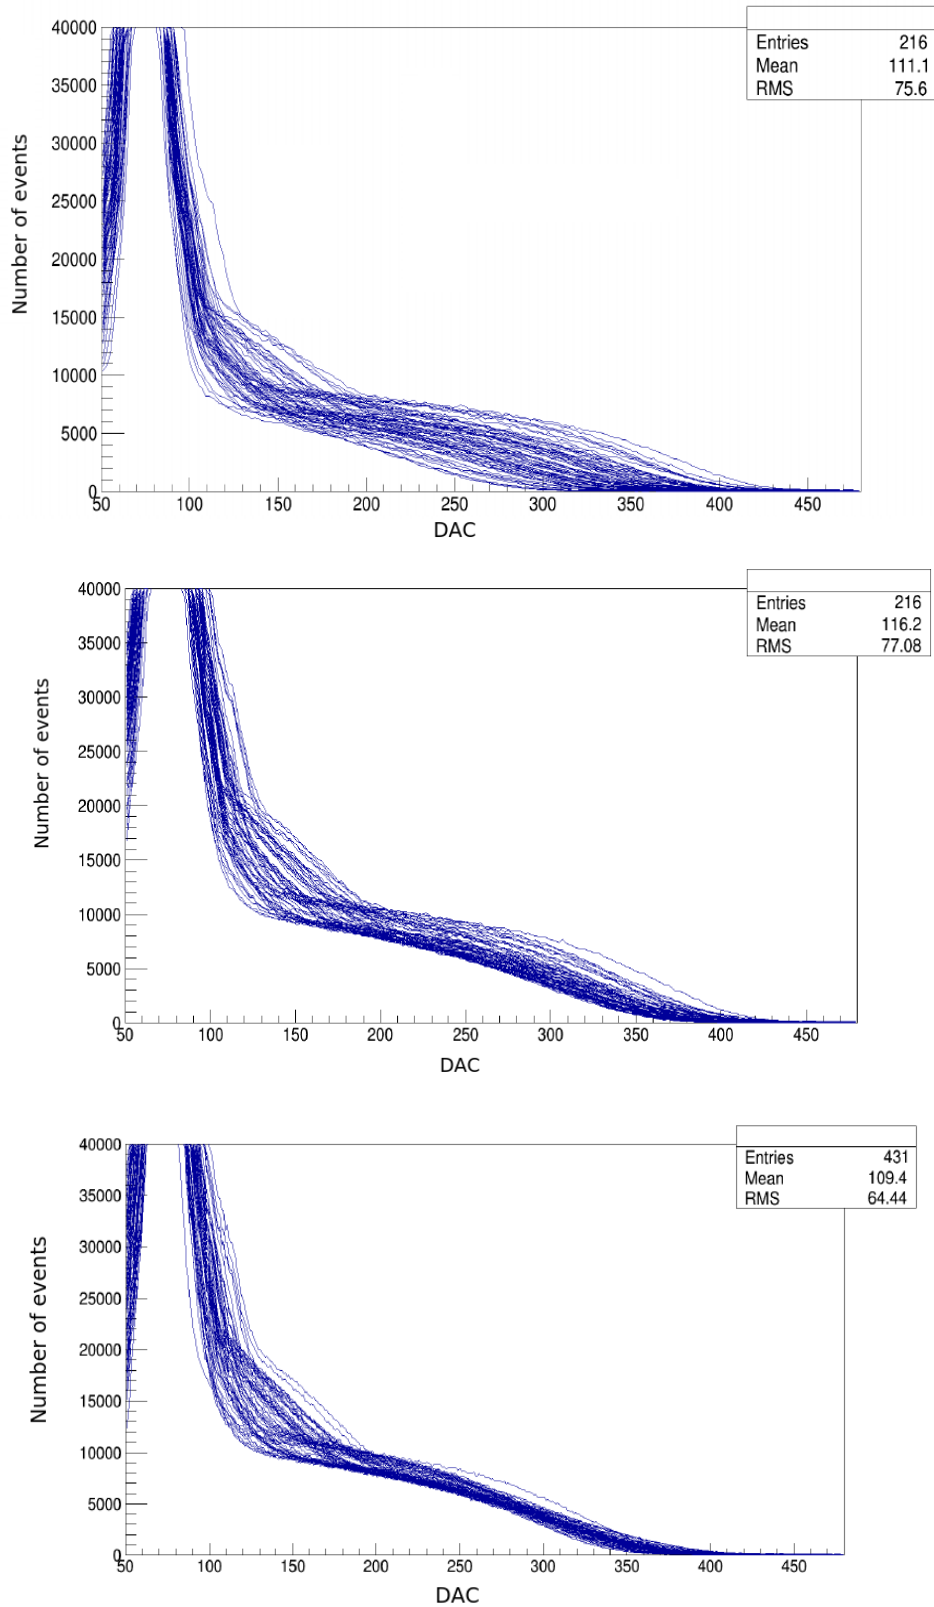 Entries 216
Mean 111.1
RMS 75.6
40000
35000
30000
25000
20000
15000
10000
5000
0
Number of events
50 100 150 200 250 300 350 400 450
DAC
Entries 216
Mean 116.2
RMS 77.08
40000
35000
30000
25000
20000
15000
10000
5000
0
Number of events
50 100 150 200 250 300 350 400 450
DAC
Entries 431
Mean 109.4
RMS 64.44
40000
35000
30000
25000
20000
15000
10000
5000
0
Number of events
50 100 150 200 250 300 350 400 450
DAC